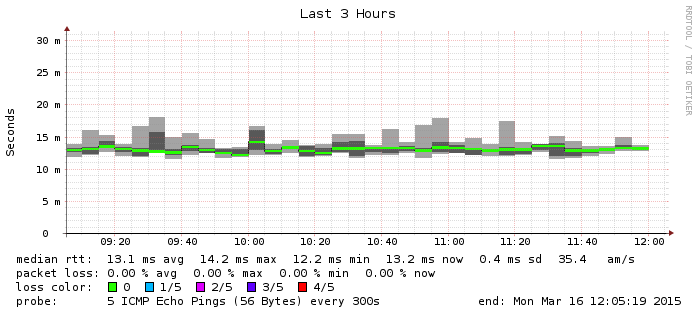 Last 3 Hours
RRDTOOL / TOBI OETIKER
Seconds
30 m
25 m
20 m
15 m
10 m
5 m
0
09:20 09:40 10:00 10:20 10:40 11:00 11:20 11:40 12:00
median rtt: 13.1 ms avg 14.2 ms max 12.2 ms min 13.2 ms now 0.4 ms sd 35.4 am/s
packet loss: 0.00 % avg 0.00 % max 0.00 % min 0.00 % now
loss color: 0 1/5 2/5 3/5 4/5
probe: 5 ICMP Echo Pings (56 Bytes) every 300s end: Mon Mar 16 12:05:19 2015